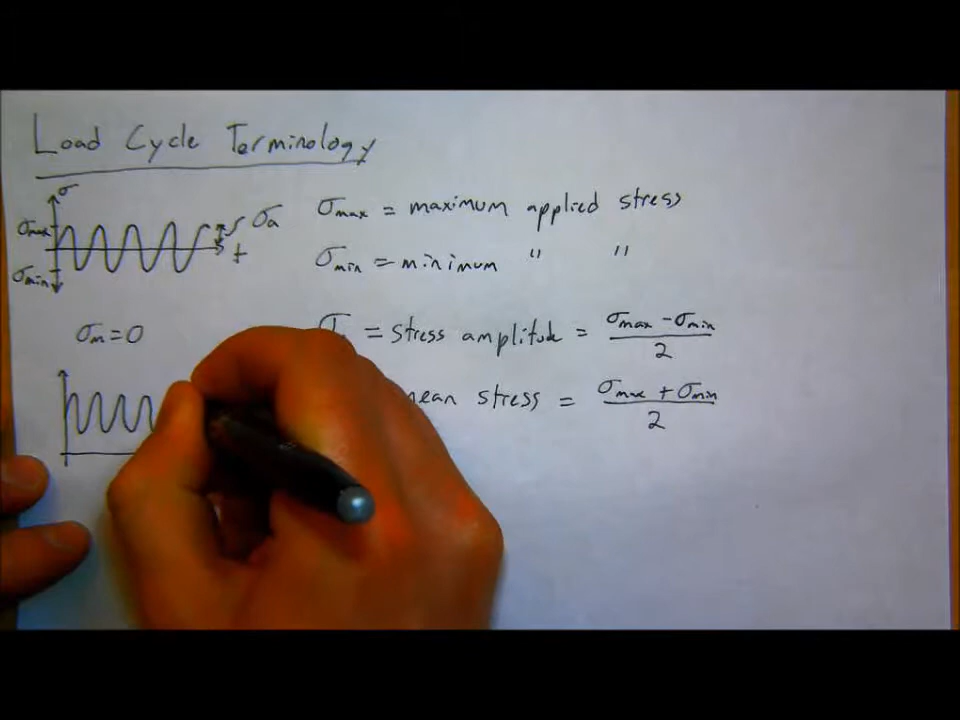 Load Cycle Terminology
σ
σmax
σa
t
σmin
σm=0
σmax = maximum applied stress
σmin = minimum " "
= stress amplitude = σmax - σmin / 2
stress = σmax + σmin / 2